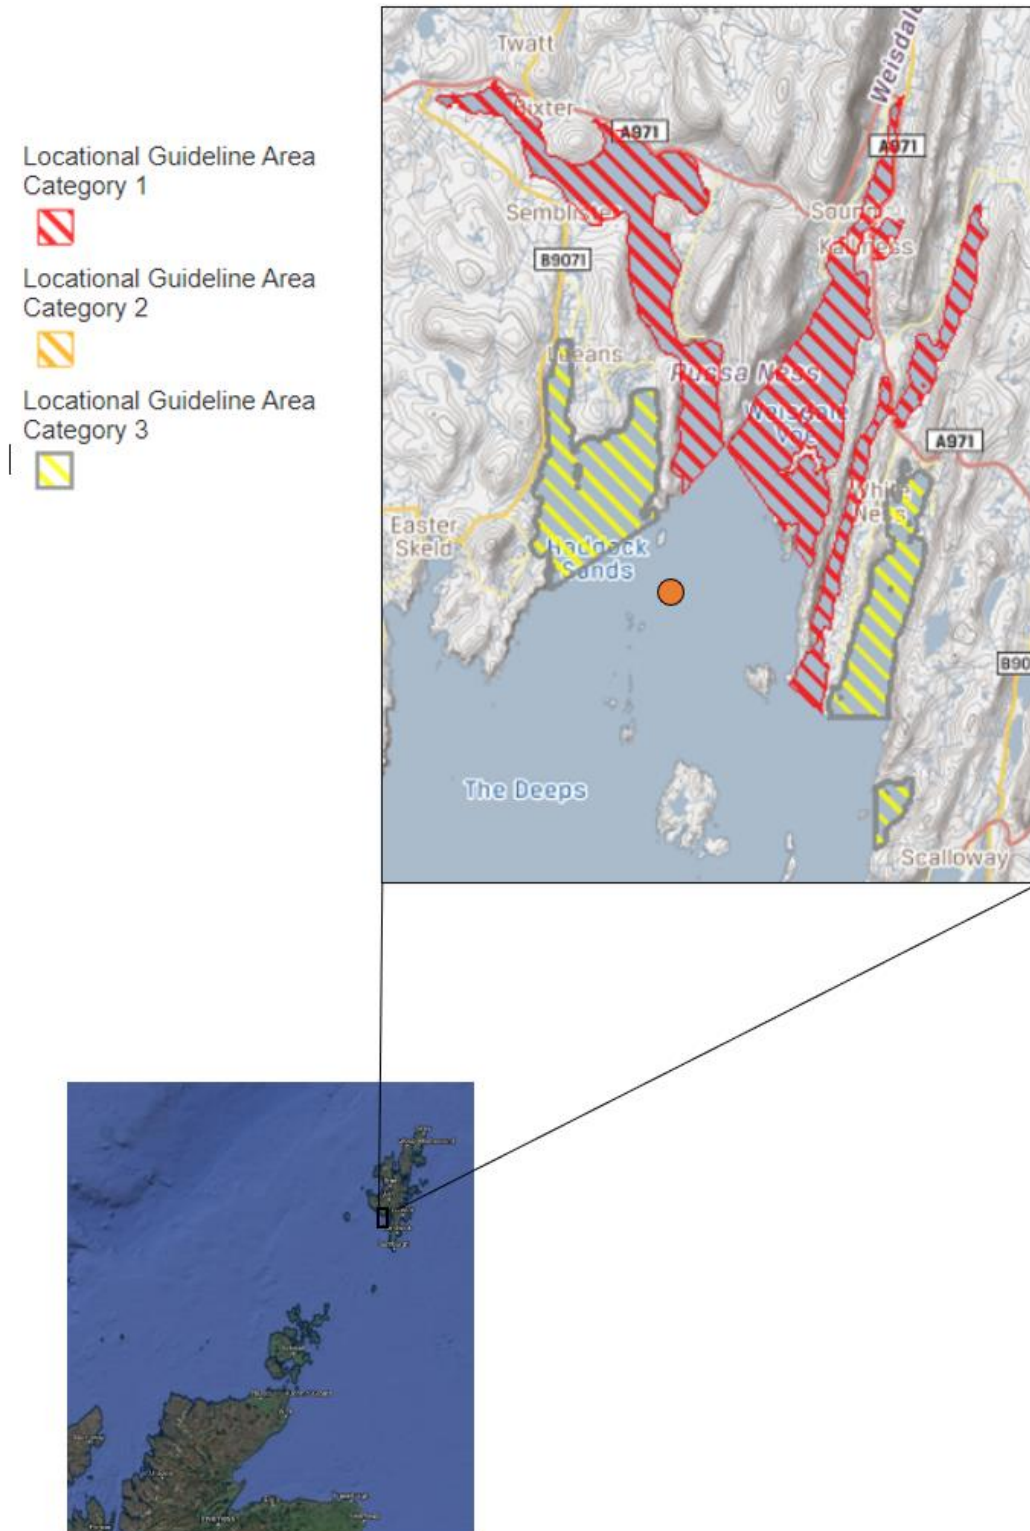 Twatt
Weisdale
Bixter
A971
A971
Locational Guideline Area
Category 1
Semblister
Sound
Kalliness
B9071
Locational Guideline Area
Category 2
Russa Ness
Locational Guideline Area
Category 3
Weisdale
Voe
A971
White
Ness
Easter
Skeld
Haddock
Sands
B90
The Deeps
Scalloway